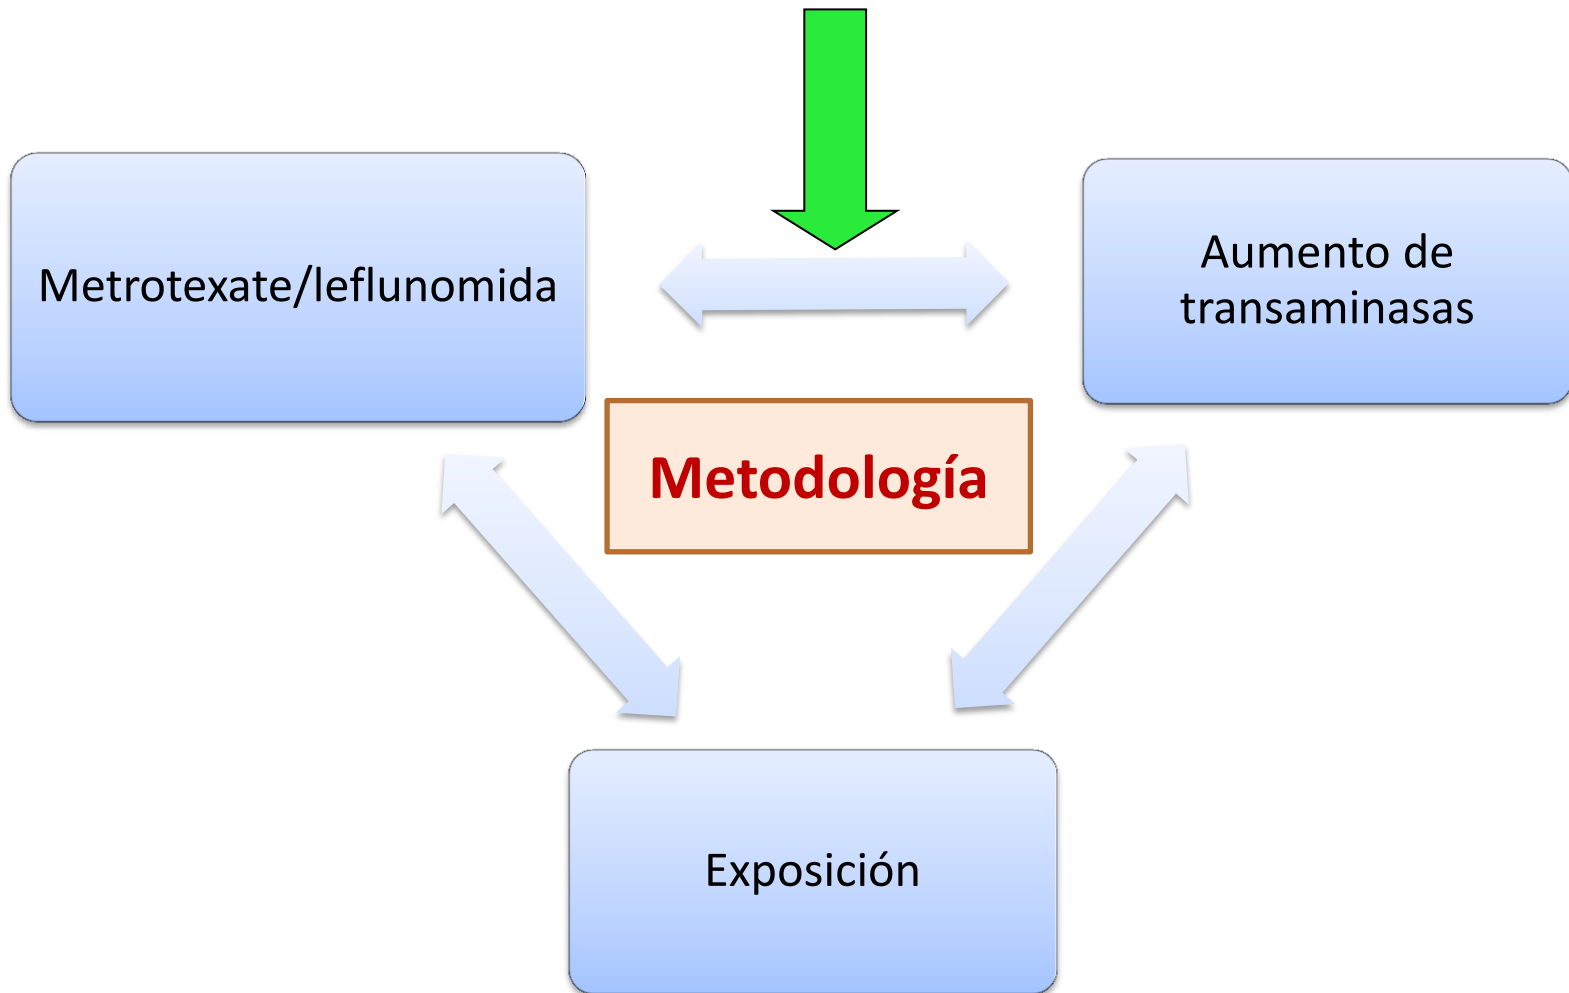 Metrotexate/leflunomida
Aumento de
transaminasas
Metodología
Exposición